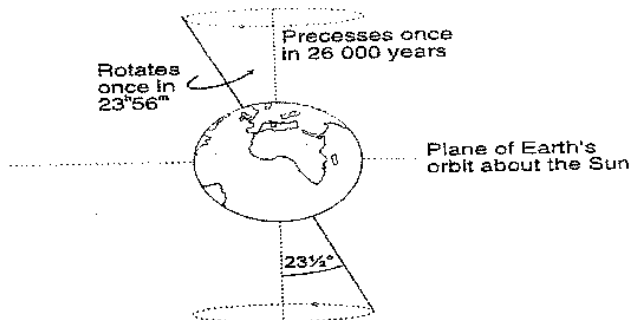 Precesses once
in 26 000 years
Rotates
once in
23ʰ56ᵐ
Plane of Earth's
orbit about the Sun
23½°